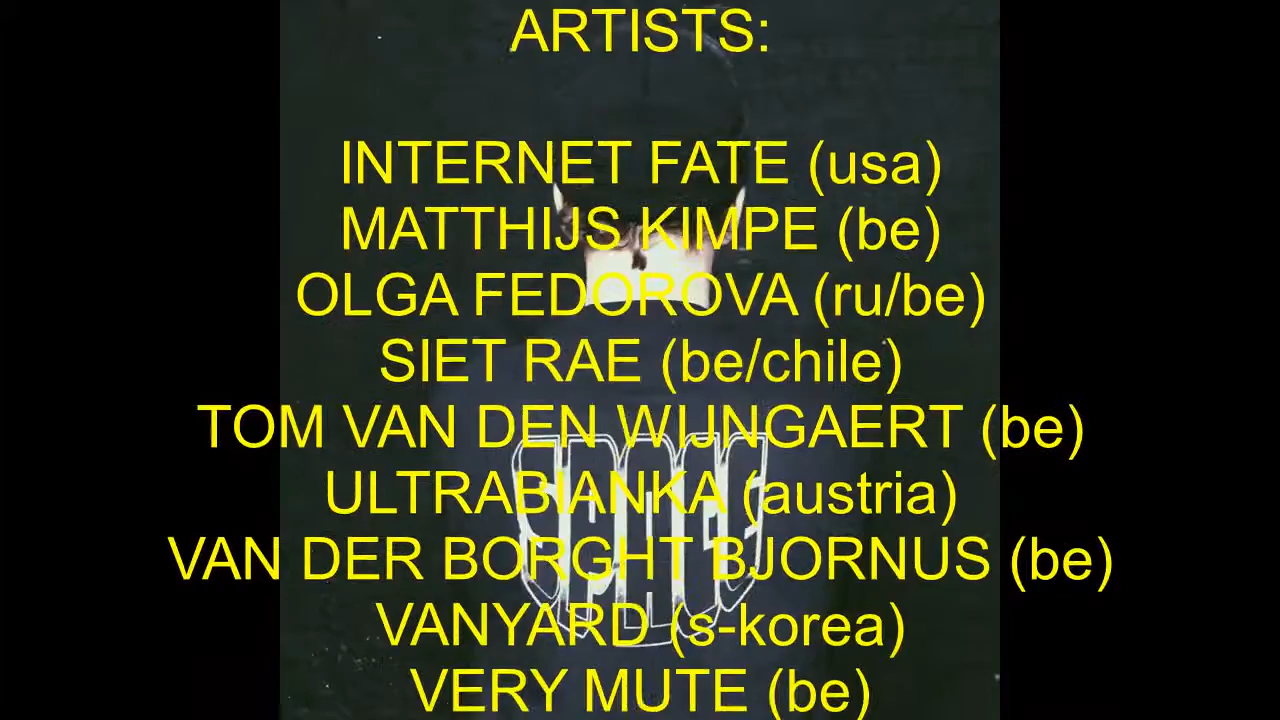 ARTISTS:
INTERNET FATE (usa)
MATTHIJS KIMPE (be)
OLGA FEDOROVA (ru/be)
SIET RAE (be/chile)
TOM VAN DEN WIJNGAERT (be)
ULTRABIANKA (austria)
VAN DER BORGHT BJORNUS (be)
VANYARD (s-korea)
VERY MUTE (be)